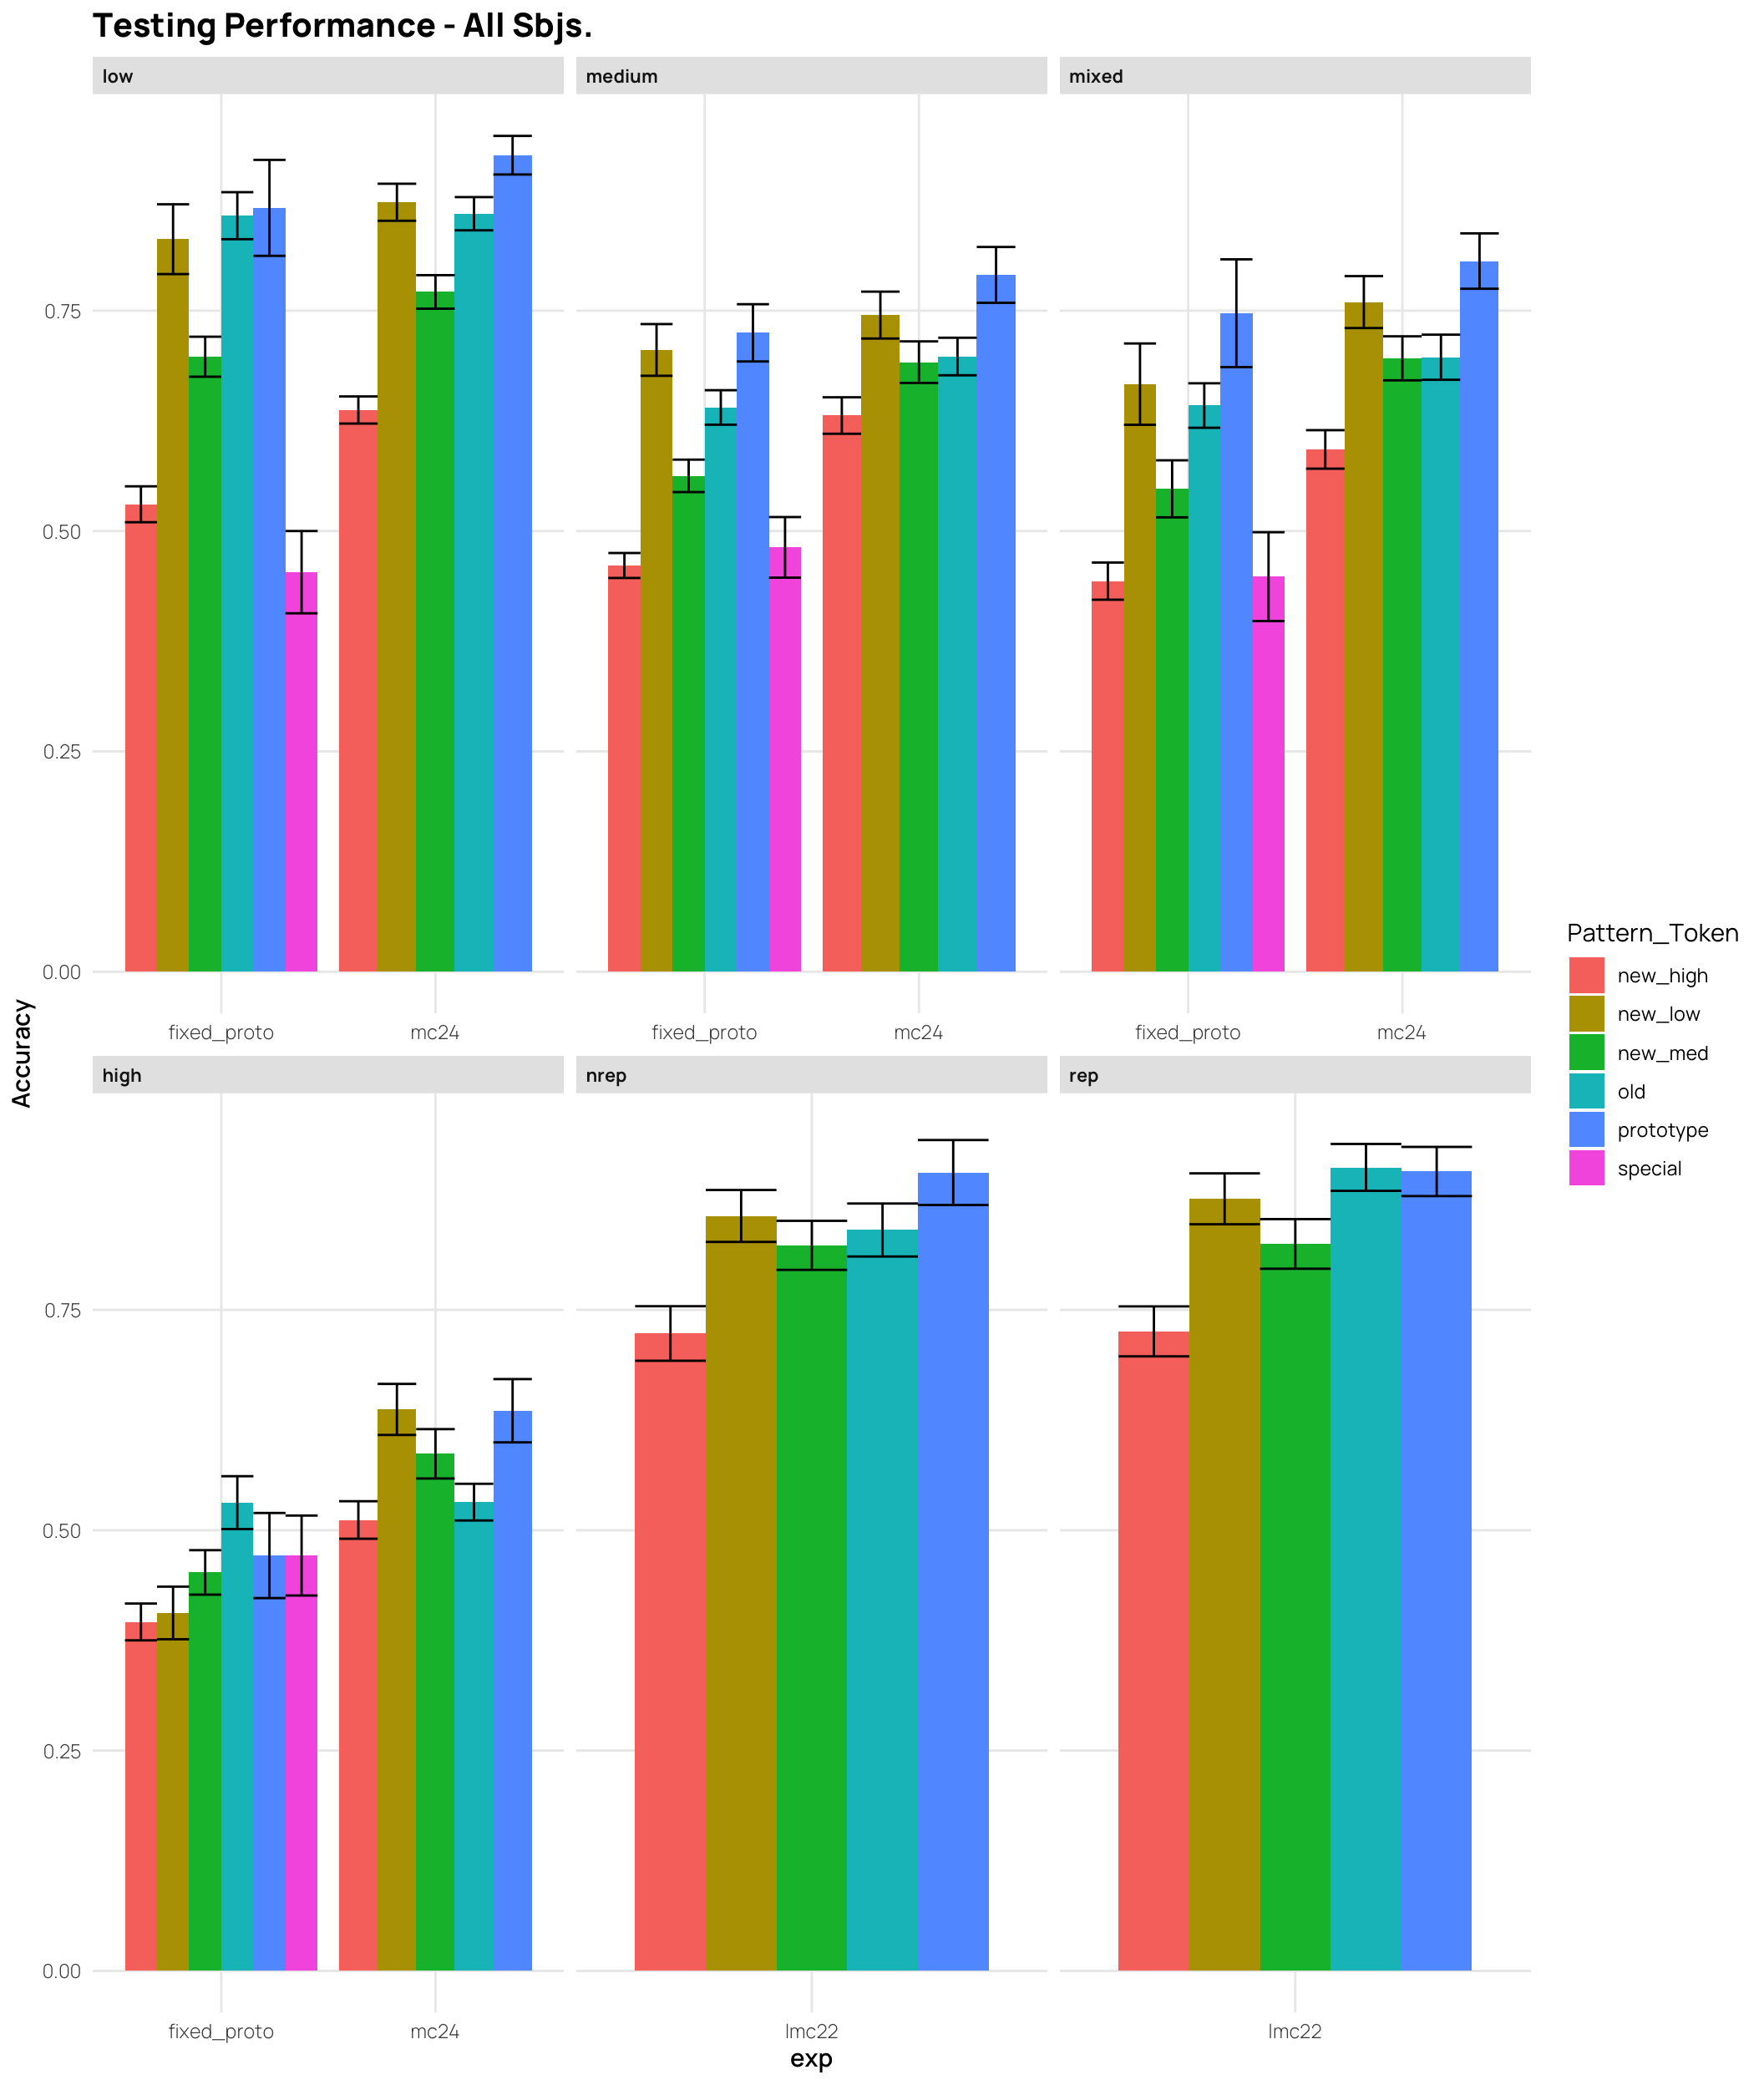 Testing Performance - All Sbjs.
low
medium
mixed
0.75
0.50
0.25
0.00
fixed_proto
mc24
fixed_proto
mc24
fixed_proto
mc24
Accuracy
high
nrep
rep
0.75
0.50
0.25
0.00
fixed_proto
mc24
lmc22
lmc22
exp
Pattern_Token
new_high
new_low
new_med
old
prototype
special